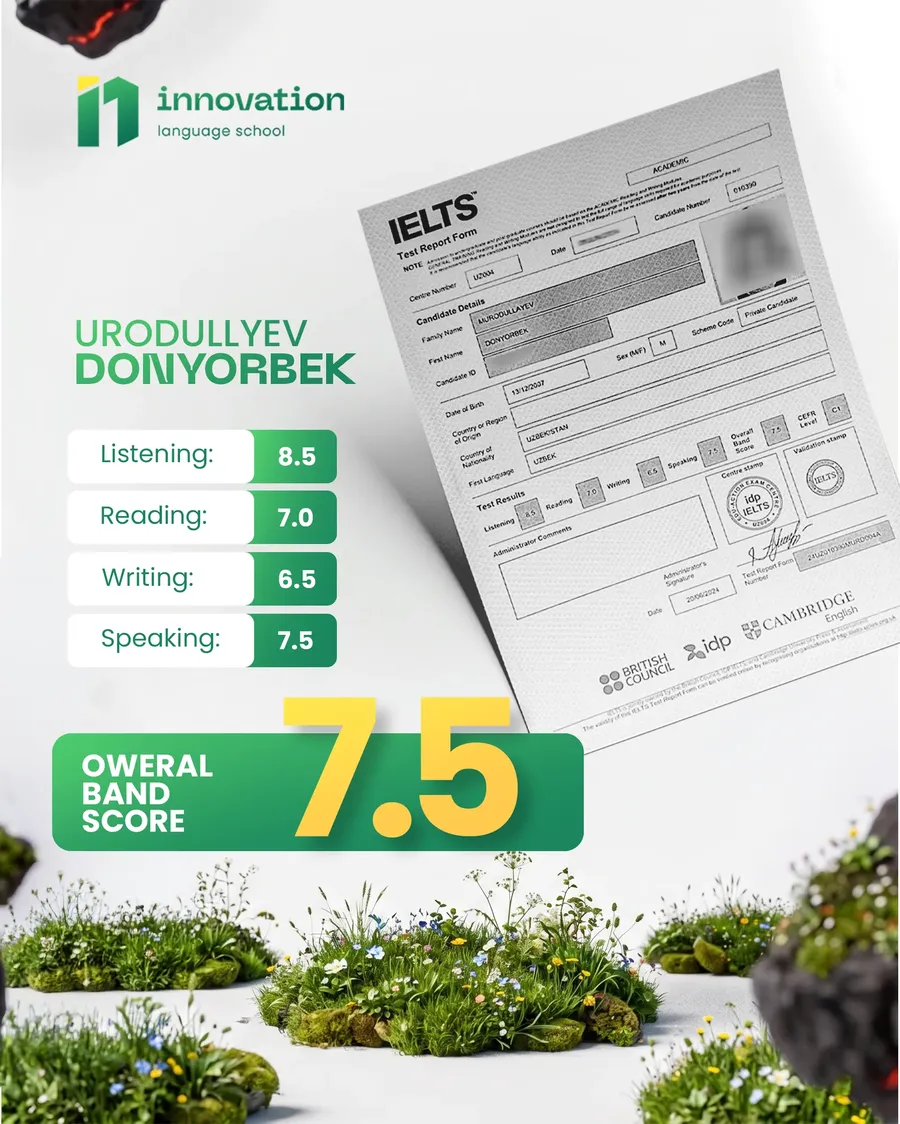 innovation
language school
ACADEMIC
IELTS™
Test Report Form
NOTE
Centre Number
UZ004
Date
Candidate Number
010390
Candidate Details
Family Name
MURODULLAYEV
First Name
DONYORBEK
Candidate ID
Date of Birth
13/12/2007
Sex (M/F)
M
Scheme Code
Private Candidate
Country or Region
of Origin
Country of
Nationality
UZBEKISTAN
First Language
UZBEK
Test Results
Listening
8.5
Reading
7.0
Writing
6.5
Speaking
7.5
Overall
Band
Score
7.5
CEFR
Level
C1
Administrator Comments
Centre stamp
idp
IELTS
Validation stamp
IELTS
Administrator's
Signature
Date
20/06/2024
Test Report Form
Number
BRITISH
COUNCIL
idp
CAMBRIDGE
English
URODULLYEV
DONYORBEK
Listening: 8.5
Reading: 7.0
Writing: 6.5
Speaking: 7.5
OWERAL
BAND
SCORE
7.5